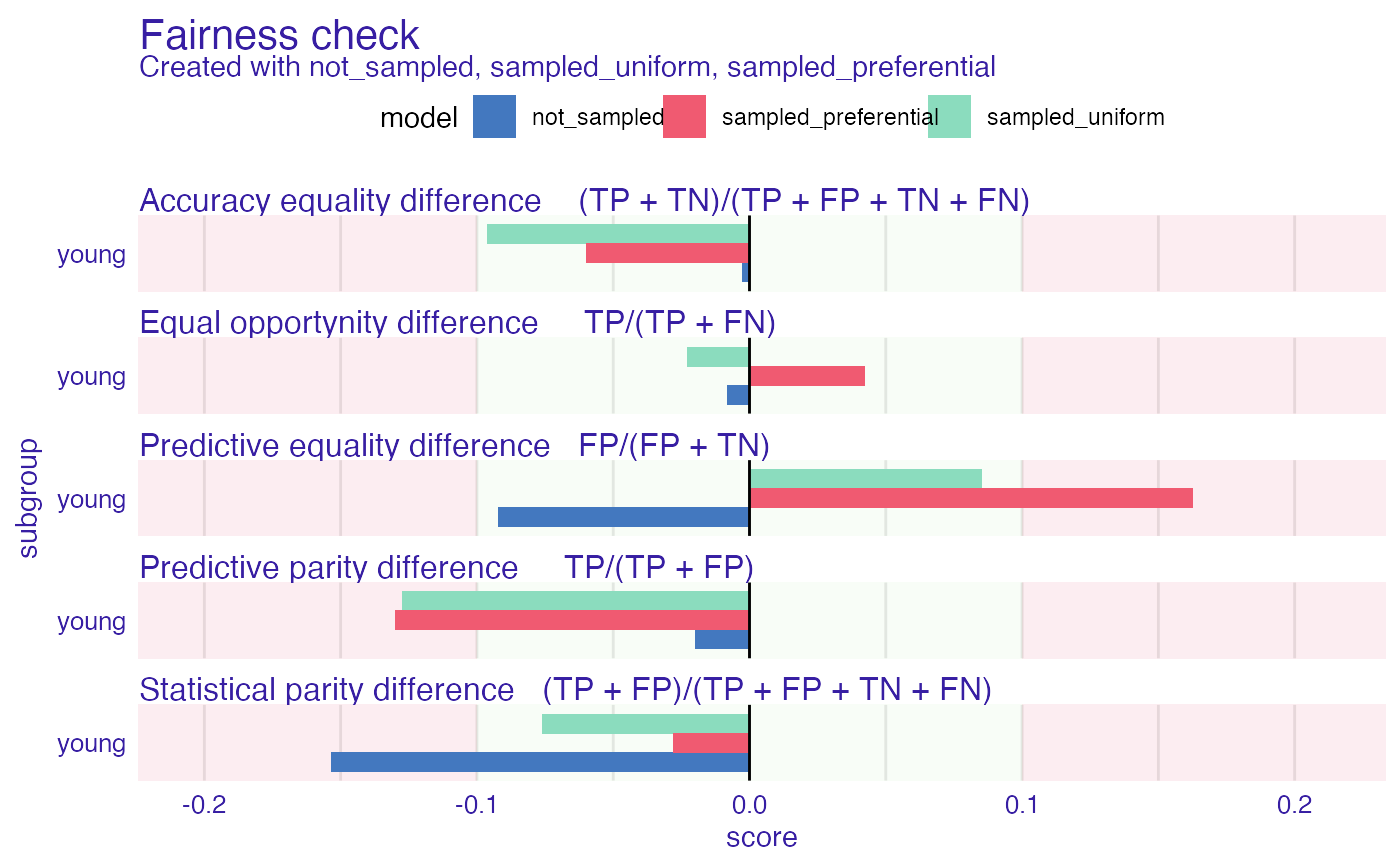 Fairness check
Created with not_sampled, sampled_uniform, sampled_preferential
model not_sampled sampled_preferential sampled_uniform
Accuracy equality difference (TP + TN)/(TP + FP + TN + FN)
young
Equal opportynity difference TP/(TP + FN)
young
Predictive equality difference FP/(FP + TN)
young
Predictive parity difference TP/(TP + FP)
young
Statistical parity difference (TP + FP)/(TP + FP + TN + FN)
young
subgroup
-0.2 -0.1 0.0 0.1 0.2
score